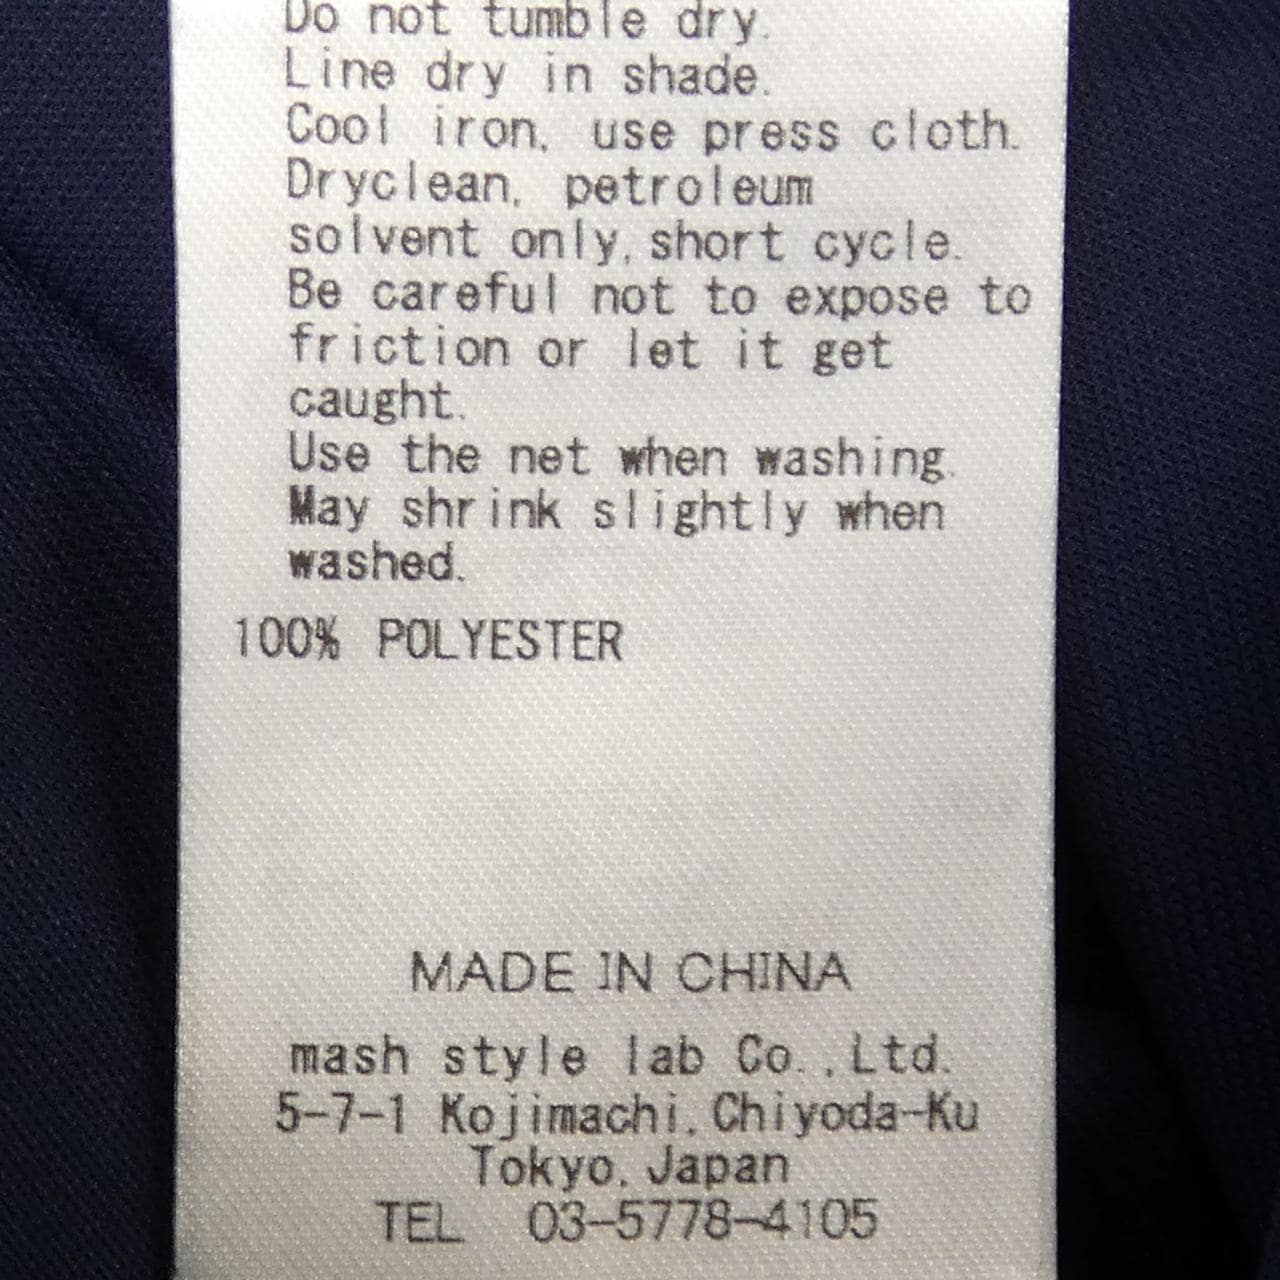 Do not tumble dry.
Line dry in shade.
Cool iron, use press cloth.
Dryclean, petroleum
solvent only,short cycle.
Be careful not to expose to
friction or let it get
caught.
Use the net when washing.
May shrink slightly when
washed.
100% POLYESTER
MADE IN CHINA
mash style lab Co.,Ltd.
5-7-1 Kojimachi,Chiyoda-Ku
Tokyo,Japan
TEL 03-5778-4105